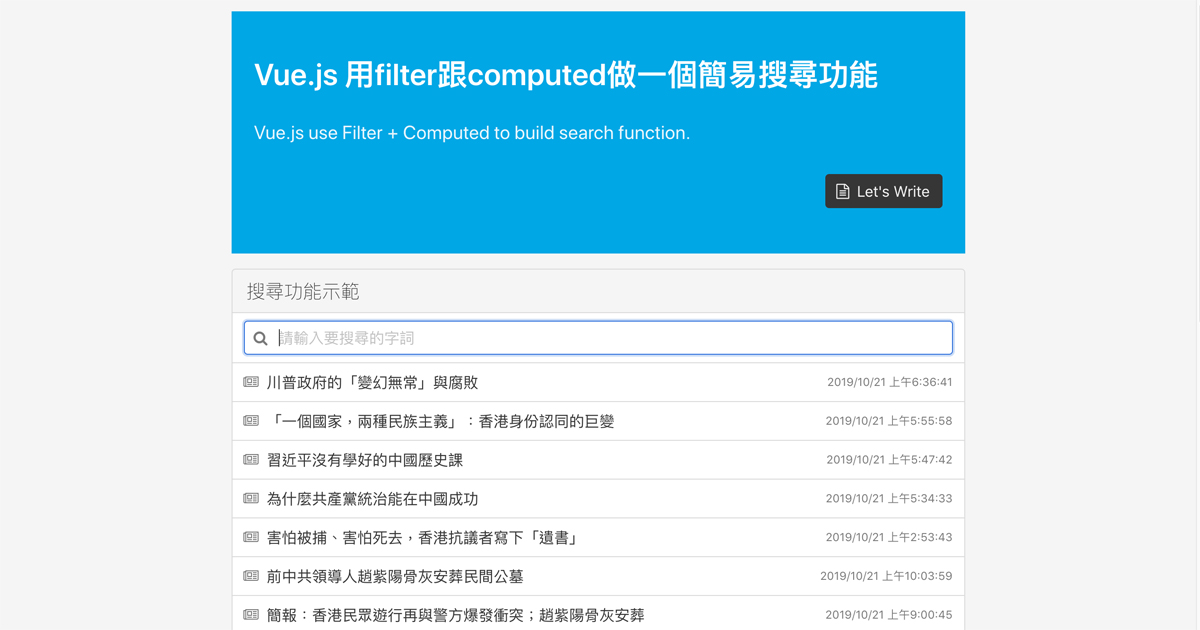 Vue.js 用filter跟computed做一個簡易搜尋功能
Vue.js use Filter + Computed to build search function.
Let's Write
搜尋功能示範
請輸入要搜尋的字詞
川普政府的「變幻無常」與腐敗 2019/10/21 上午6:36:41
「一個國家，兩種民族主義」：香港身份認同的巨變 2019/10/21 上午5:55:58
習近平沒有學好的中國歷史課 2019/10/21 上午5:47:42
為什麼共產黨統治能在中國成功 2019/10/21 上午5:34:33
害怕被捕、害怕死去，香港抗議者寫下「遺書」 2019/10/21 上午2:53:43
前中共領導人趙紫陽骨灰安葬民間公墓 2019/10/21 上午10:03:59
簡報：香港民眾遊行再與警方爆發衝突；趙紫陽骨灰安葬 2019/10/21 上午9:00:45